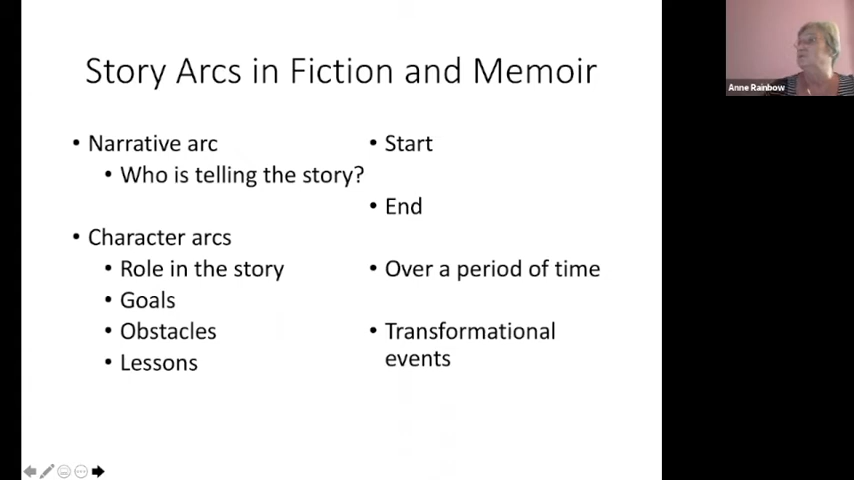 Story Arcs in Fiction and Memoir
• Narrative arc
• Who is telling the story?
• Character arcs
• Role in the story
• Goals
• Obstacles
• Lessons
• Start
• End
• Over a period of time
• Transformational
events
Anne Rainbow